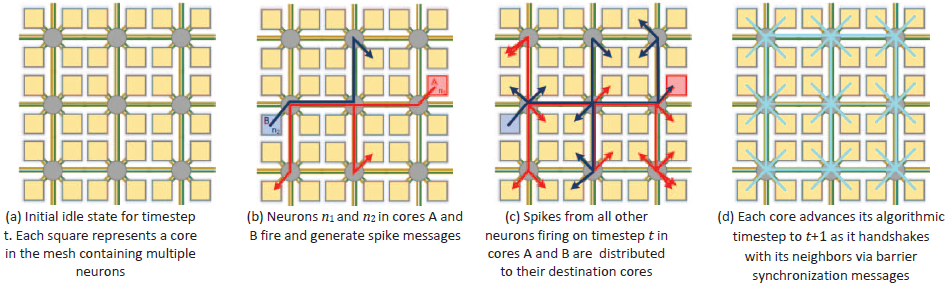 A
n₁
B
n₂
(a) Initial idle state for timestep
t. Each square represents a core
in the mesh containing multiple
neurons
(b) Neurons n₁ and n₂ in cores A and
B fire and generate spike messages
(c) Spikes from all other
neurons firing on timestep t in
cores A and B are distributed
to their destination cores
(d) Each core advances its algorithmic
timestep to t+1 as it handshakes
with its neighbors via barrier
synchronization messages